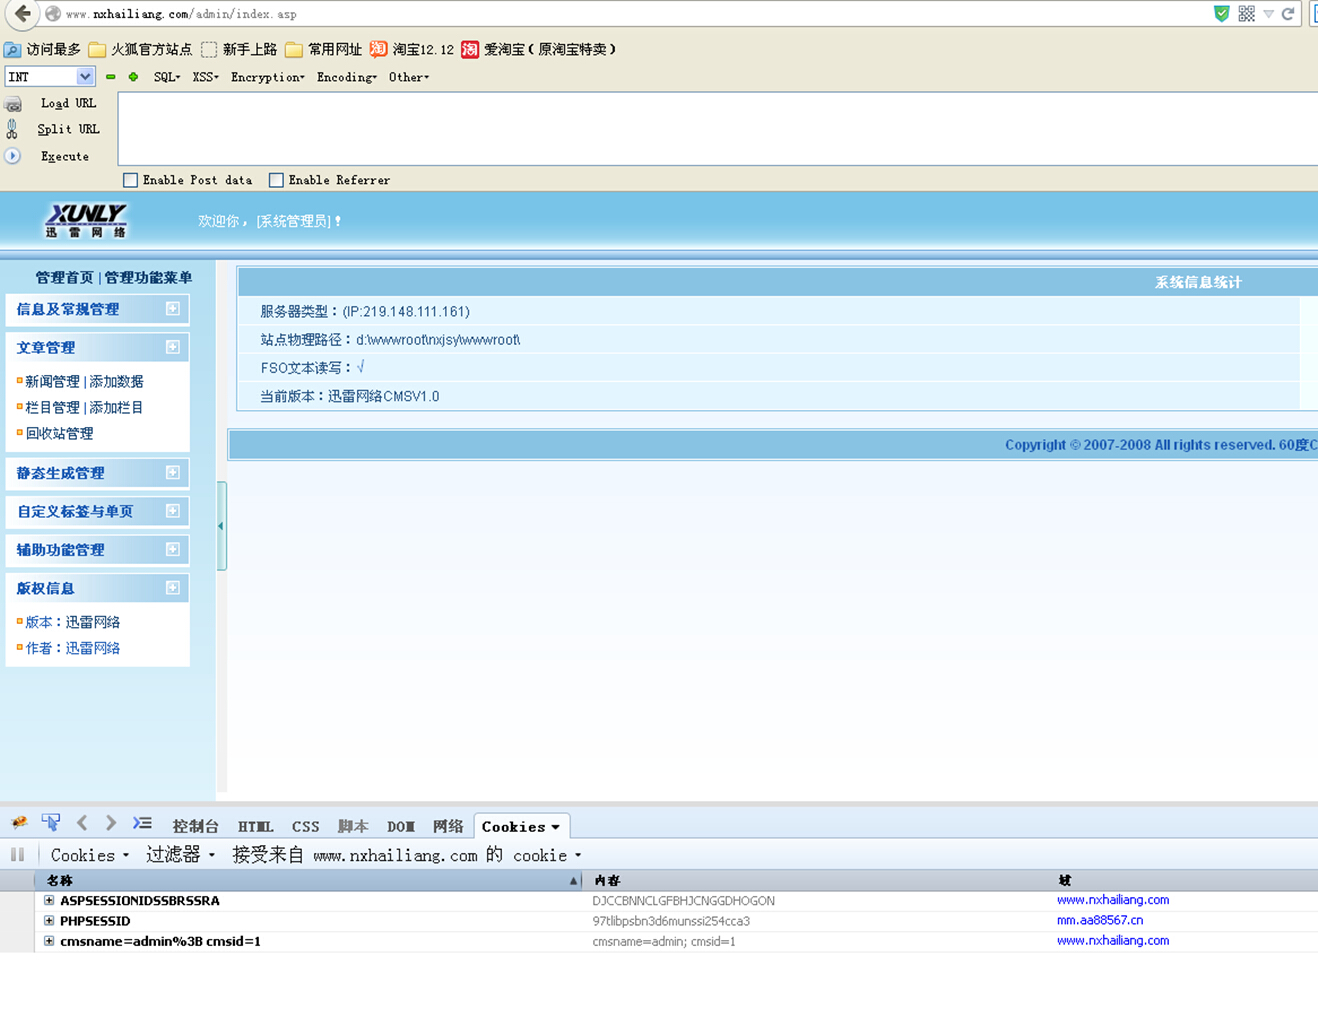 www.nxhailiang.com/admin/index.asp
访问最多 火狐官方站点 新手上路 常用网址 淘 淘宝12.12 淘 爱淘宝（原淘宝特卖）
INT SQL XSS Encryption Encoding Other
Load URL
Split URL
Execute
Enable Post data Enable Referrer
XUNLY
迅雷网络
欢迎你，[系统管理员]！
管理首页 | 管理功能菜单
信息及常规管理
文章管理
新闻管理 | 添加数据
栏目管理 | 添加栏目
回收站管理
静态生成管理
自定义标签与单页
辅助功能管理
版权信息
版本：迅雷网络
作者：迅雷网络
系统信息统计
服务器类型：(IP:219.148.111.161)
站点物理路径：d:\wwwroot\nxjsy\wwwroot\
FSO文本读写：√
当前版本：迅雷网络CMSV1.0
Copyright © 2007-2008 All rights reserved. 60度C
控制台 HTML CSS 脚本 DOM 网络 Cookies
Cookies 过滤器 接受来自 www.nxhailiang.com 的 cookie
名称 内容 域
ASPSESSIONIDSSBRSSRA DJCCBNNCLGFBHJCNGGDHOGON www.nxhailiang.com
PHPSESSID 97tlibpsbn3d6munssi254cca3 mm.aa88567.cn
cmsname=admin%3B cmsid=1 cmsname=admin; cmsid=1 www.nxhailiang.com